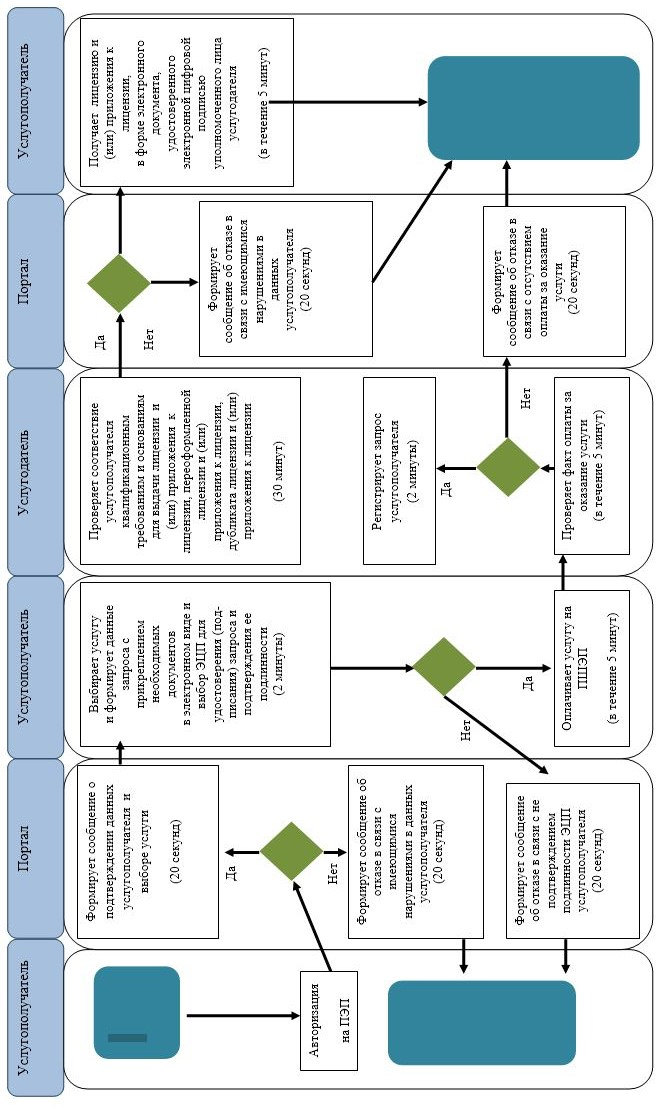 Услугополучатель
Портал
Услугополучатель
Услугодатель
Портал
Услугополучатель
Авторизация
на ПЭП
Формирует сообщение о
подтверждении данных
услугополучателя и
выборе услуги
(20 секунд)
Да
Нет
Формирует сообщение об
отказе в связи с
имеющимися
нарушениями в данных
услугополучателя
(20 секунд)
Формирует сообщение
об отказе в связи с не
подтверждением
подлинности ЭЦП
услугополучателя
(20 секунд)
Выбирает услугу
и формирует данные
запроса с
прикреплением
необходимых
документов
в электронном виде и
выбор ЭЦП для
удостоверения (под-
писания) запроса и
подтверждения ее
подлинности
(2 минуты)
Нет
Да
Оплачивает услугу на
ПШЭП
(в течение 5 минут)
Проверяет соответствие
услугополучателя
квалификационным
требованиям и основаниям
для выдачи лицензии и
(или) приложения к
лицензии, переоформленной
лицензии и (или)
приложения к лицензии,
дубликата лицензии и (или)
приложения к лицензии
(30 минут)
Регистрирует запрос
услугополучателя
(2 минуты)
Да
Нет
Проверяет факт оплаты за
оказание услуги
(в течение 5 минут)
Да
Нет
Формирует
сообщение об отказе в
связи с имеющимися
нарушениями в
данных
услугополучателя
(20 секунд)
Формирует
сообщение об отказе в
связи с отсутствием
оплаты за оказание
услуги
(20 секунд)
Получает лицензию и
(или) приложения к
лицензии,
в форме электронного
документа,
удостоверенного
электронной цифровой
подписью
уполномоченного лица
услугодателя
(в течение 5 минут)